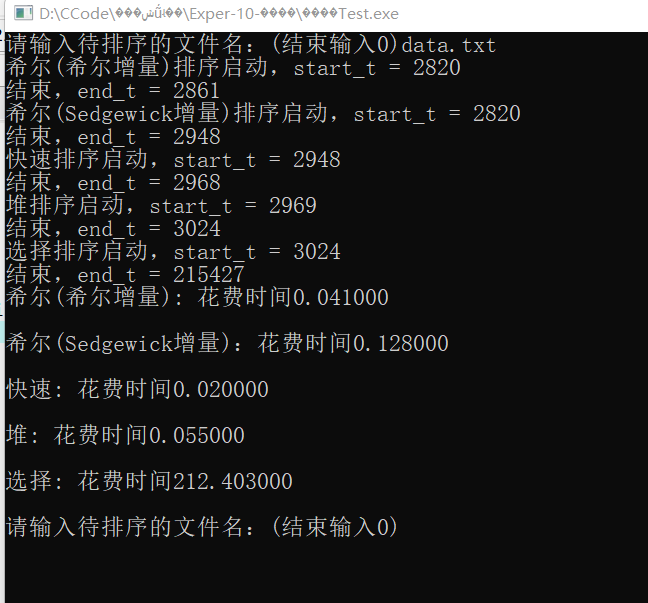 D:\CCode\���ݽṹ��\Exper-10-����\����Test.exe
请输入待排序的文件名：(结束输入0)data.txt
希尔(希尔增量)排序启动，start_t = 2820
结束，end_t = 2861
希尔(Sedgewick增量)排序启动，start_t = 2820
结束，end_t = 2948
快速排序启动，start_t = 2948
结束，end_t = 2968
堆排序启动，start_t = 2969
结束，end_t = 3024
选择排序启动，start_t = 3024
结束，end_t = 215427
希尔(希尔增量)：花费时间0.041000
希尔(Sedgewick增量)：花费时间0.128000
快速：花费时间0.020000
堆：花费时间0.055000
选择：花费时间212.403000
请输入待排序的文件名：(结束输入0)